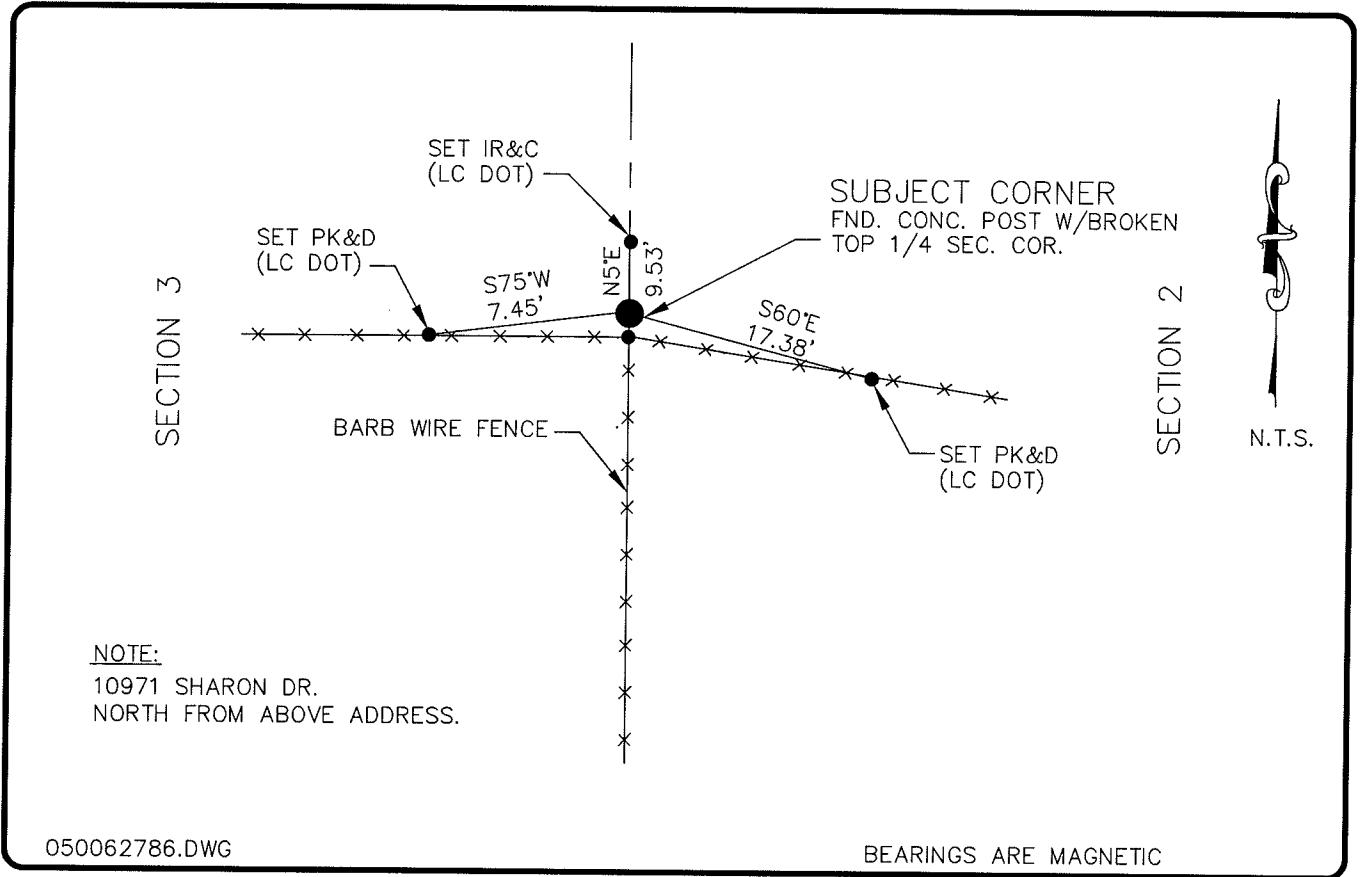 SET IR&C
(LC DOT)
SUBJECT CORNER
FND. CONC. POST W/BROKEN
TOP 1/4 SEC. COR.
SET PK&D
(LC DOT)
N5°E
9.53'
S75°W
7.45'
S60°E
17.38'
SECTION 3
SECTION 2
N.T.S.
BARB WIRE FENCE
SET PK&D
(LC DOT)
NOTE:
10971 SHARON DR.
NORTH FROM ABOVE ADDRESS.
050062786.DWG
BEARINGS ARE MAGNETIC